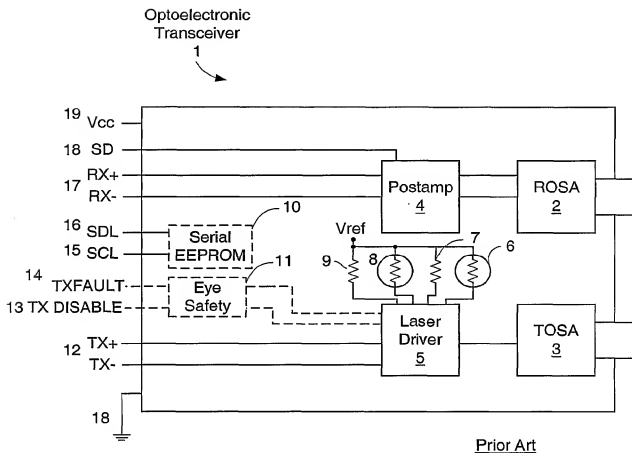 Optoelectronic
Transceiver
1
19 Vcc
18 SD
17 RX+
RX-
Postamp
4
ROSA
2
16 SDL
15 SCL
Serial
EEPROM
10
Vref
9
8
7
6
14 TXFAULT
13 TX DISABLE
Eye
Safety
11
12 TX+
TX-
Laser
Driver
5
TOSA
3
18
Prior Art